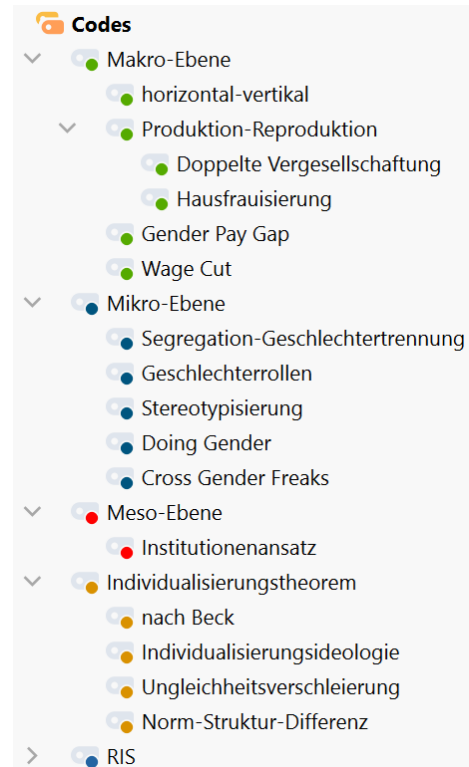 Codes
Makro-Ebene
horizontal-vertikal
Produktion-Reproduktion
Doppelte Vergesellschaftung
Hausfrauisierung
Gender Pay Gap
Wage Cut
Mikro-Ebene
Segregation-Geschlechtertrennung
Geschlechterrollen
Stereotypisierung
Doing Gender
Cross Gender Freaks
Meso-Ebene
Institutionenansatz
Individualisierungstheorem
nach Beck
Individualisierungsideologie
Ungleichheitsverschleierung
Norm-Struktur-Differenz
RIS